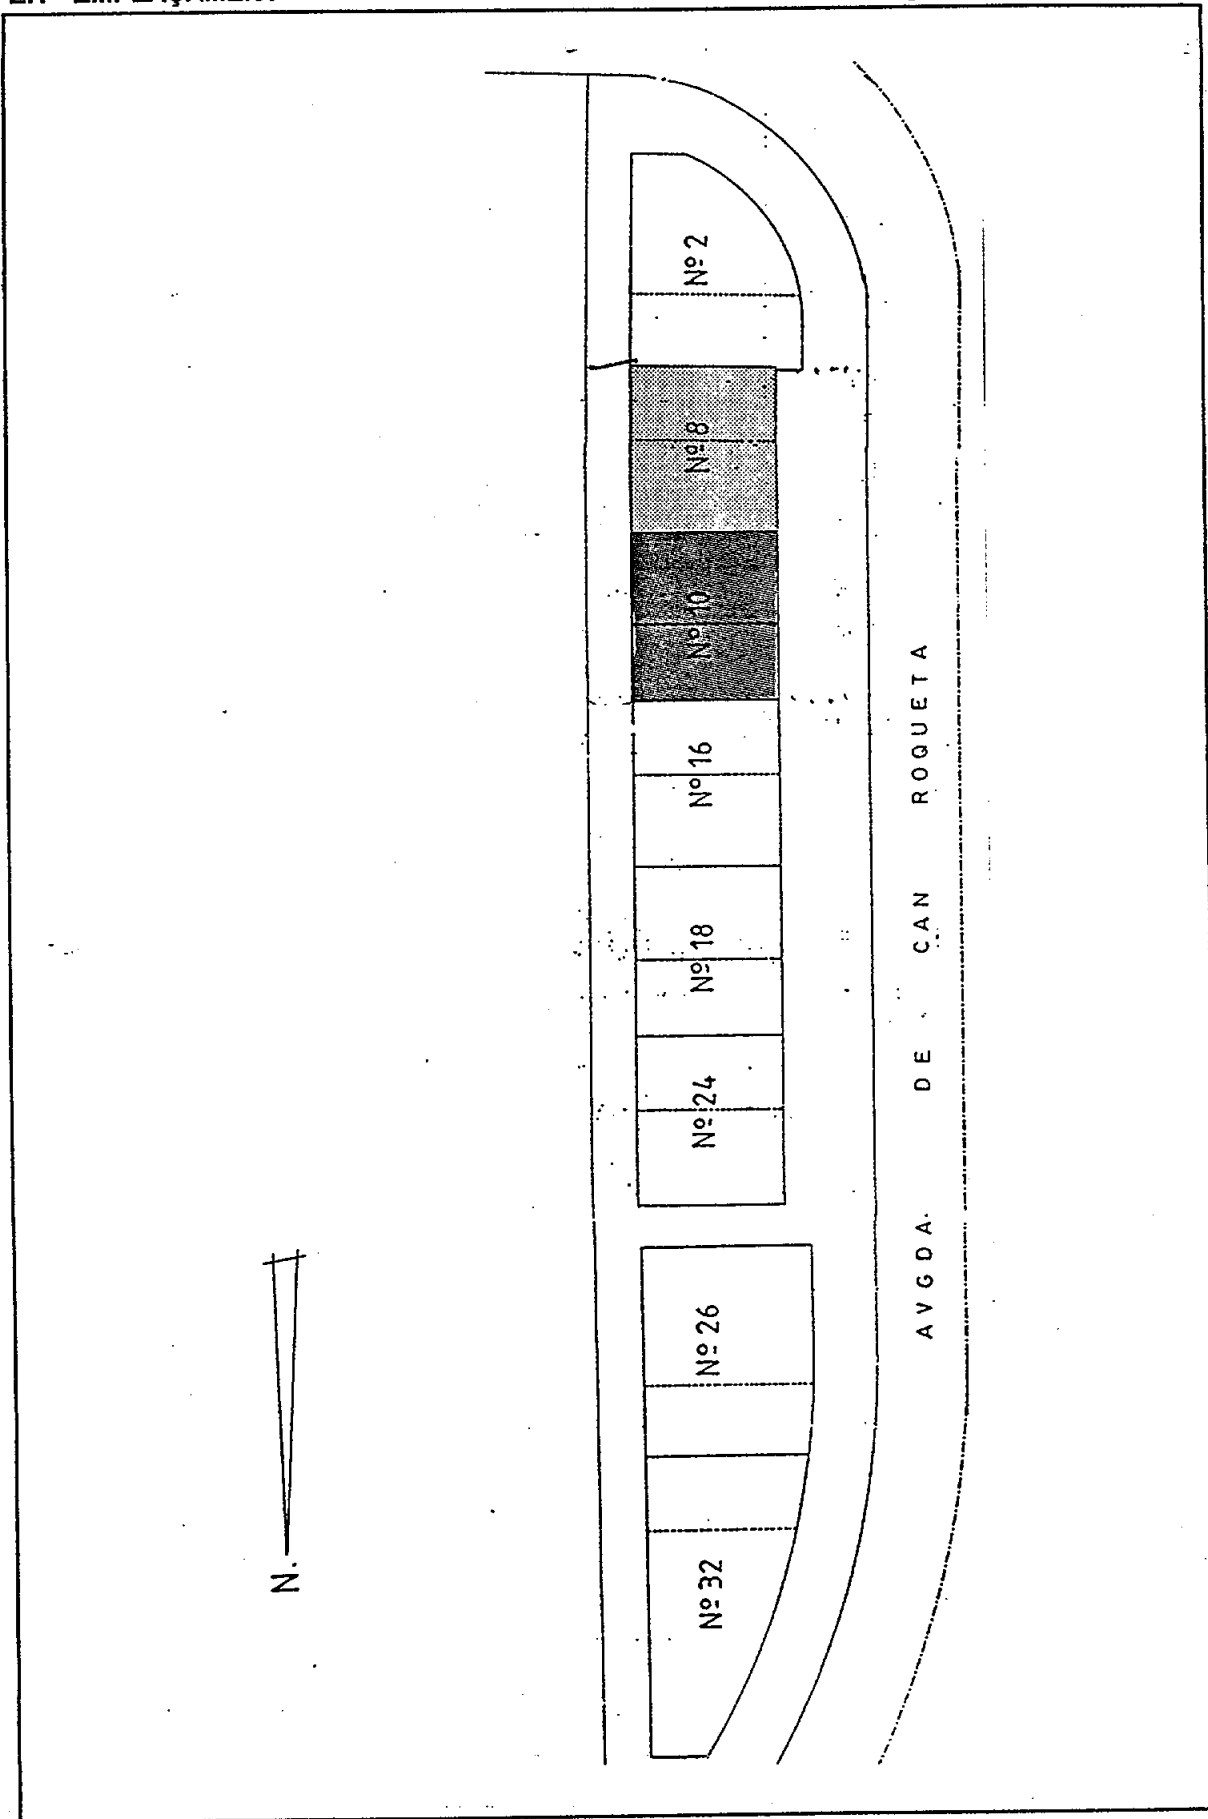 Nº 2
Nº 8
Nº 10
Nº 16
Nº 18
Nº 24
Nº 26
Nº 32
AVGDA. DE CAN ROQUETA
N.